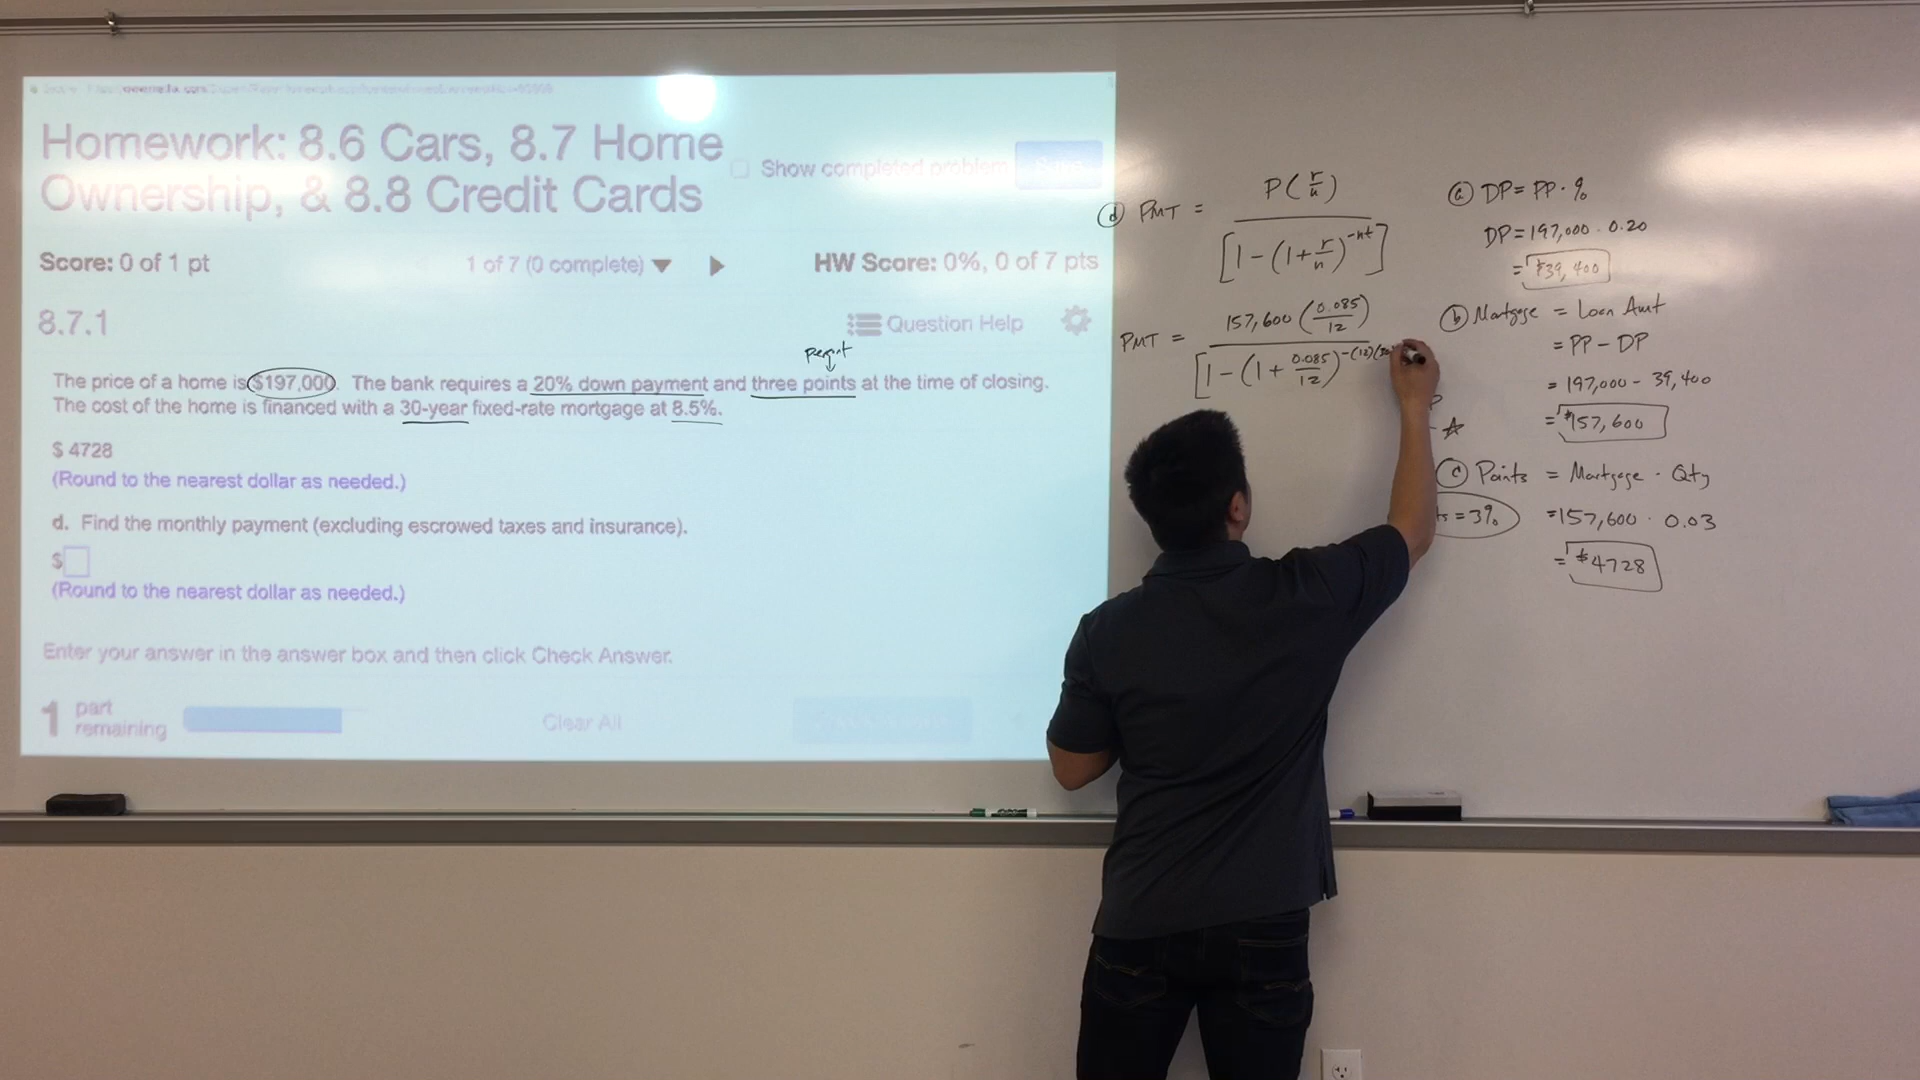 Homework: 8.6 Cars, 8.7 Home
Ownership, & 8.8 Credit Cards
Show completed problem
Save
Score: 0 of 1 pt
1 of 7 (0 complete)
HW Score: 0%, 0 of 7 pts
8.7.1
Question Help
percent
The price of a home is $197,000. The bank requires a 20% down payment and three points at the time of closing.
The cost of the home is financed with a 30-year fixed-rate mortgage at 8.5%.
$ 4728
(Round to the nearest dollar as needed.)
d. Find the monthly payment (excluding escrowed taxes and insurance).
$
(Round to the nearest dollar as needed.)
Enter your answer in the answer box and then click Check Answer.
1 part
remaining
Clear All
(d) PMT = P(r/n) / [1-(1+r/n)^-nt]
PMT = 157,600(0.085/12) / [1-(1+0.085/12)^-(12)(30)
(a) DP = PP · %
DP = 197,000 · 0.20
= $39,400
(b) Mortgage = Loan Amt
= PP - DP
= 197,000 - 39,400
= $157,600
(c) Points = Mortgage · Qty
= 3%
= 157,600 · 0.03
= $4728